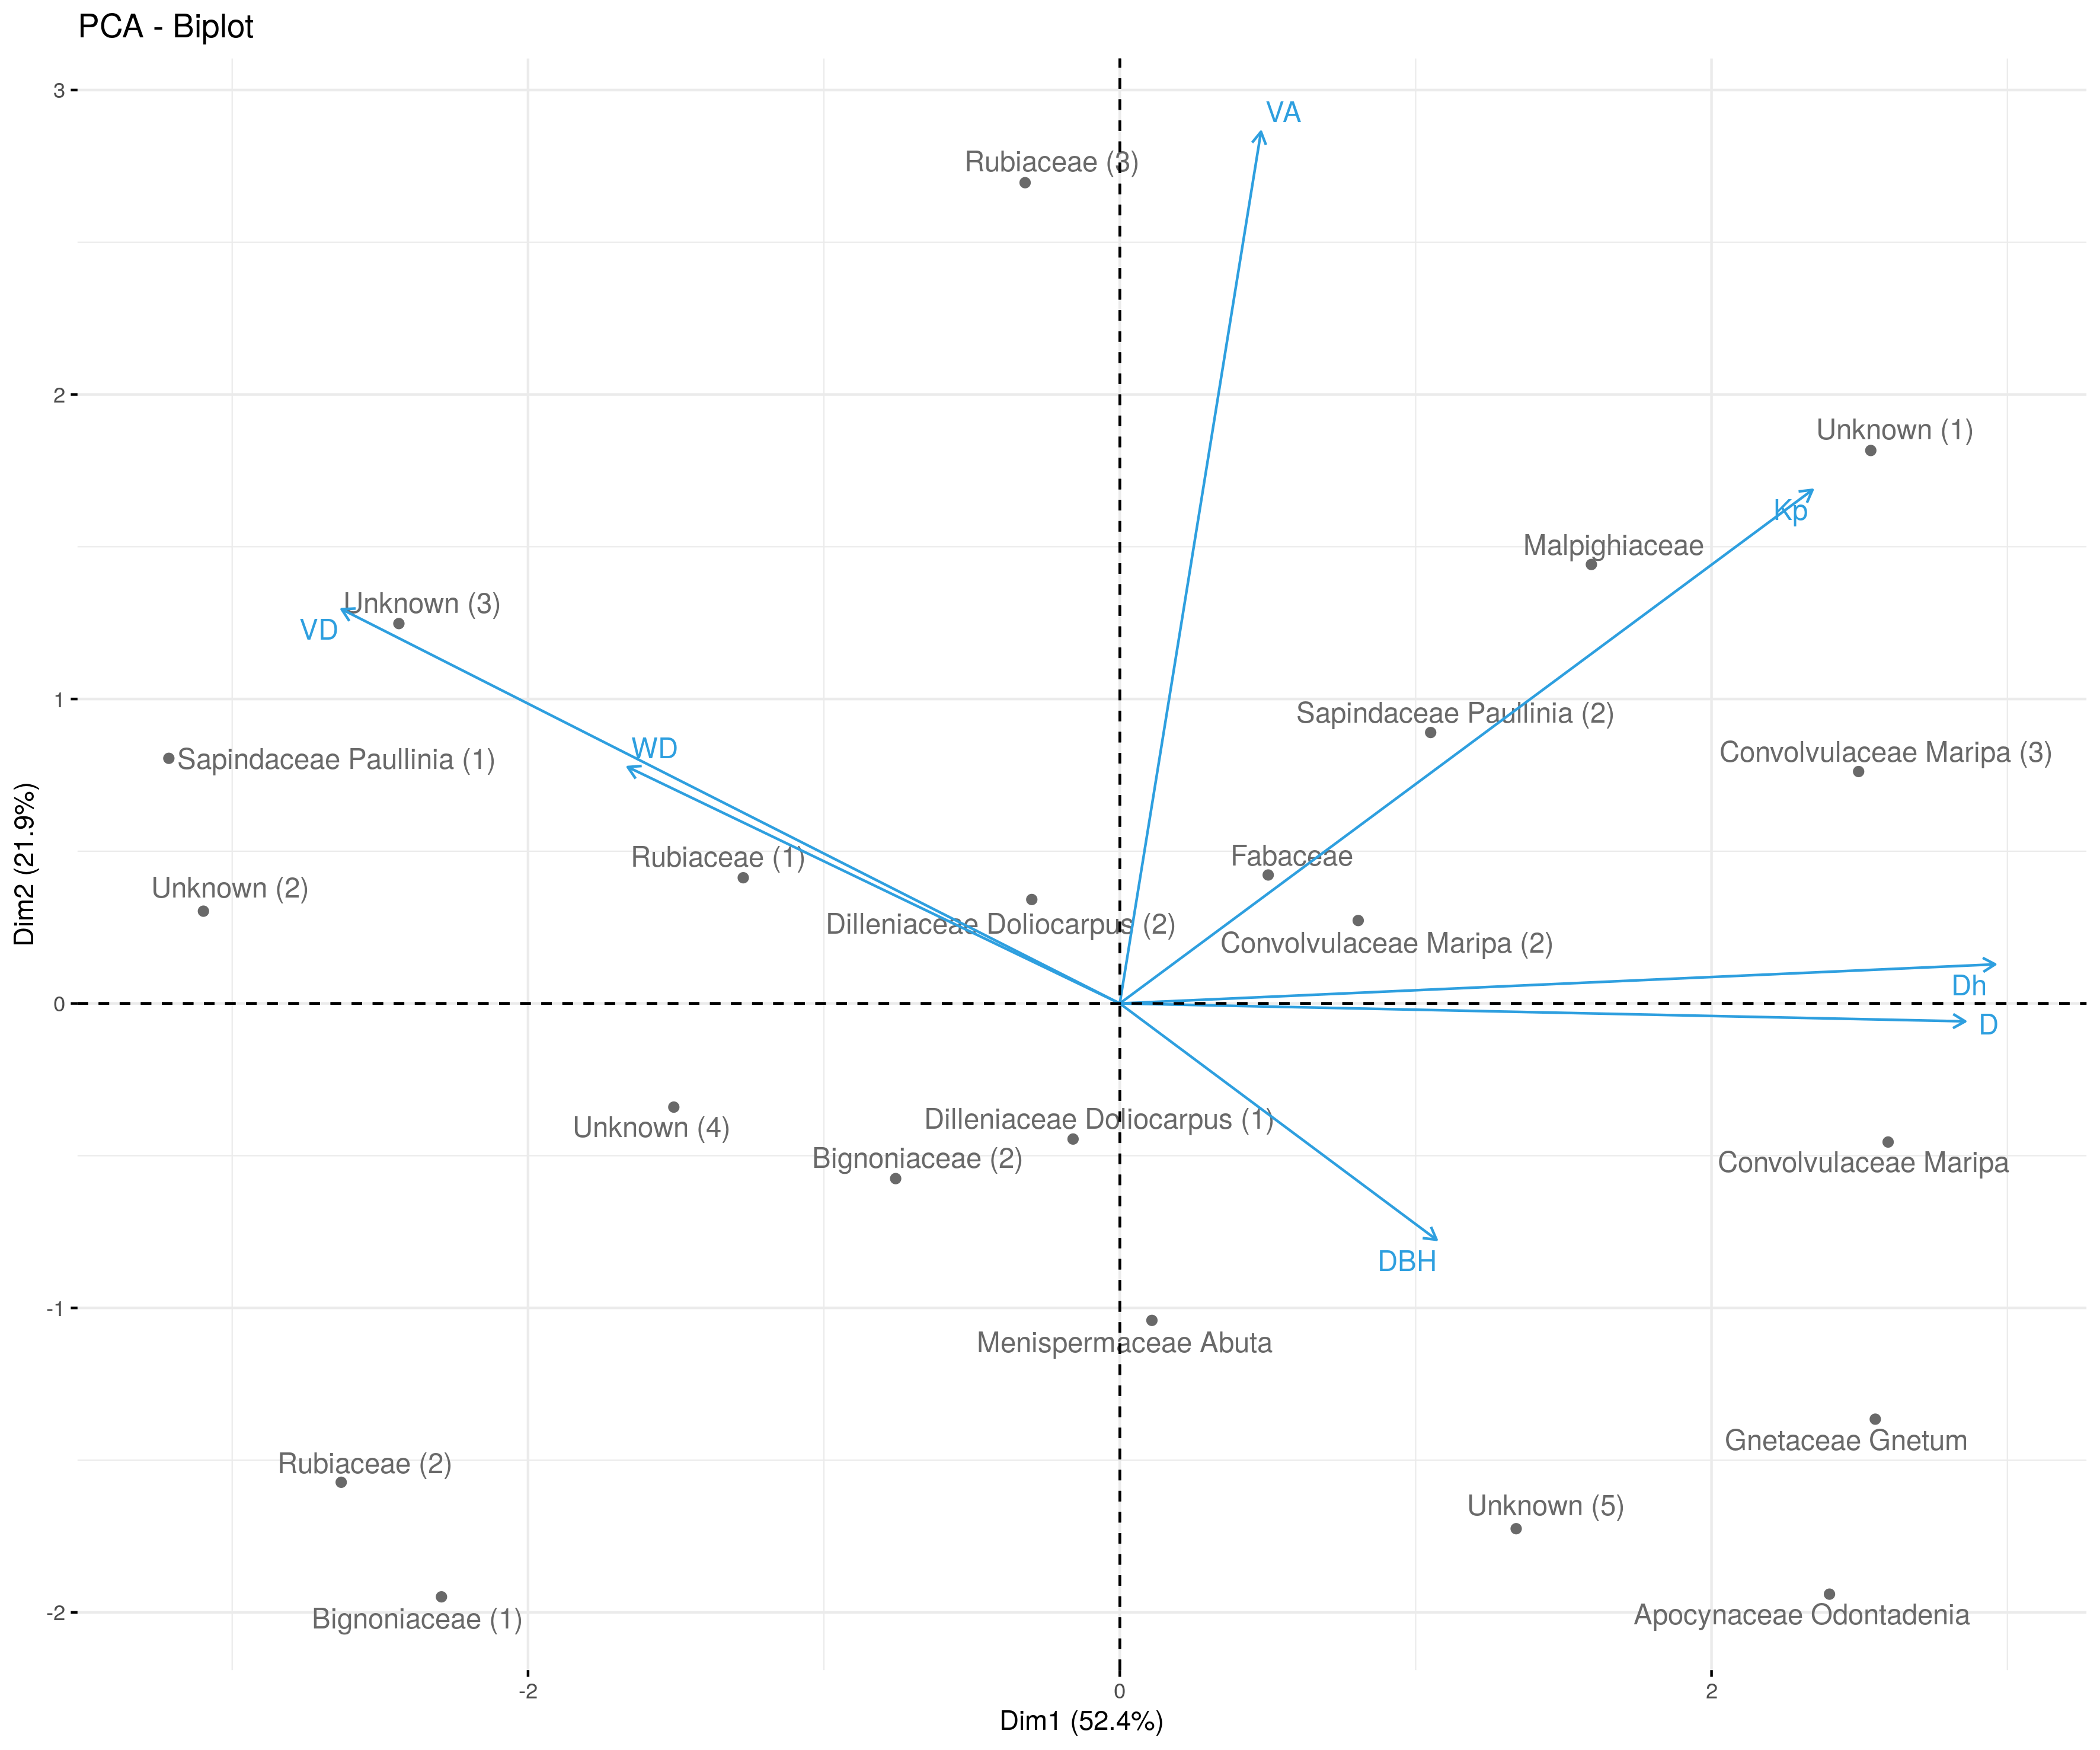 PCA - Biplot
3
VA
Rubiaceae (3)
2
Unknown (1)
Kp
Malpighiaceae
Unknown (3)
VD
1
Sapindaceae Paullinia (2)
WD
Convolvulaceae Maripa (3)
Sapindaceae Paullinia (1)
Rubiaceae (1)
Fabaceae
Unknown (2)
Dilleniaceae Doliocarpus (2)
Convolvulaceae Maripa (2)
Dim2 (21.9%)
Dh
0
D
Dilleniaceae Doliocarpus (1)
Unknown (4)
Bignoniaceae (2)
Convolvulaceae Maripa
DBH
-1
Menispermaceae Abuta
Gnetaceae Gnetum
Rubiaceae (2)
Unknown (5)
-2
Bignoniaceae (1)
Apocynaceae Odontadenia
-2
0
2
Dim1 (52.4%)